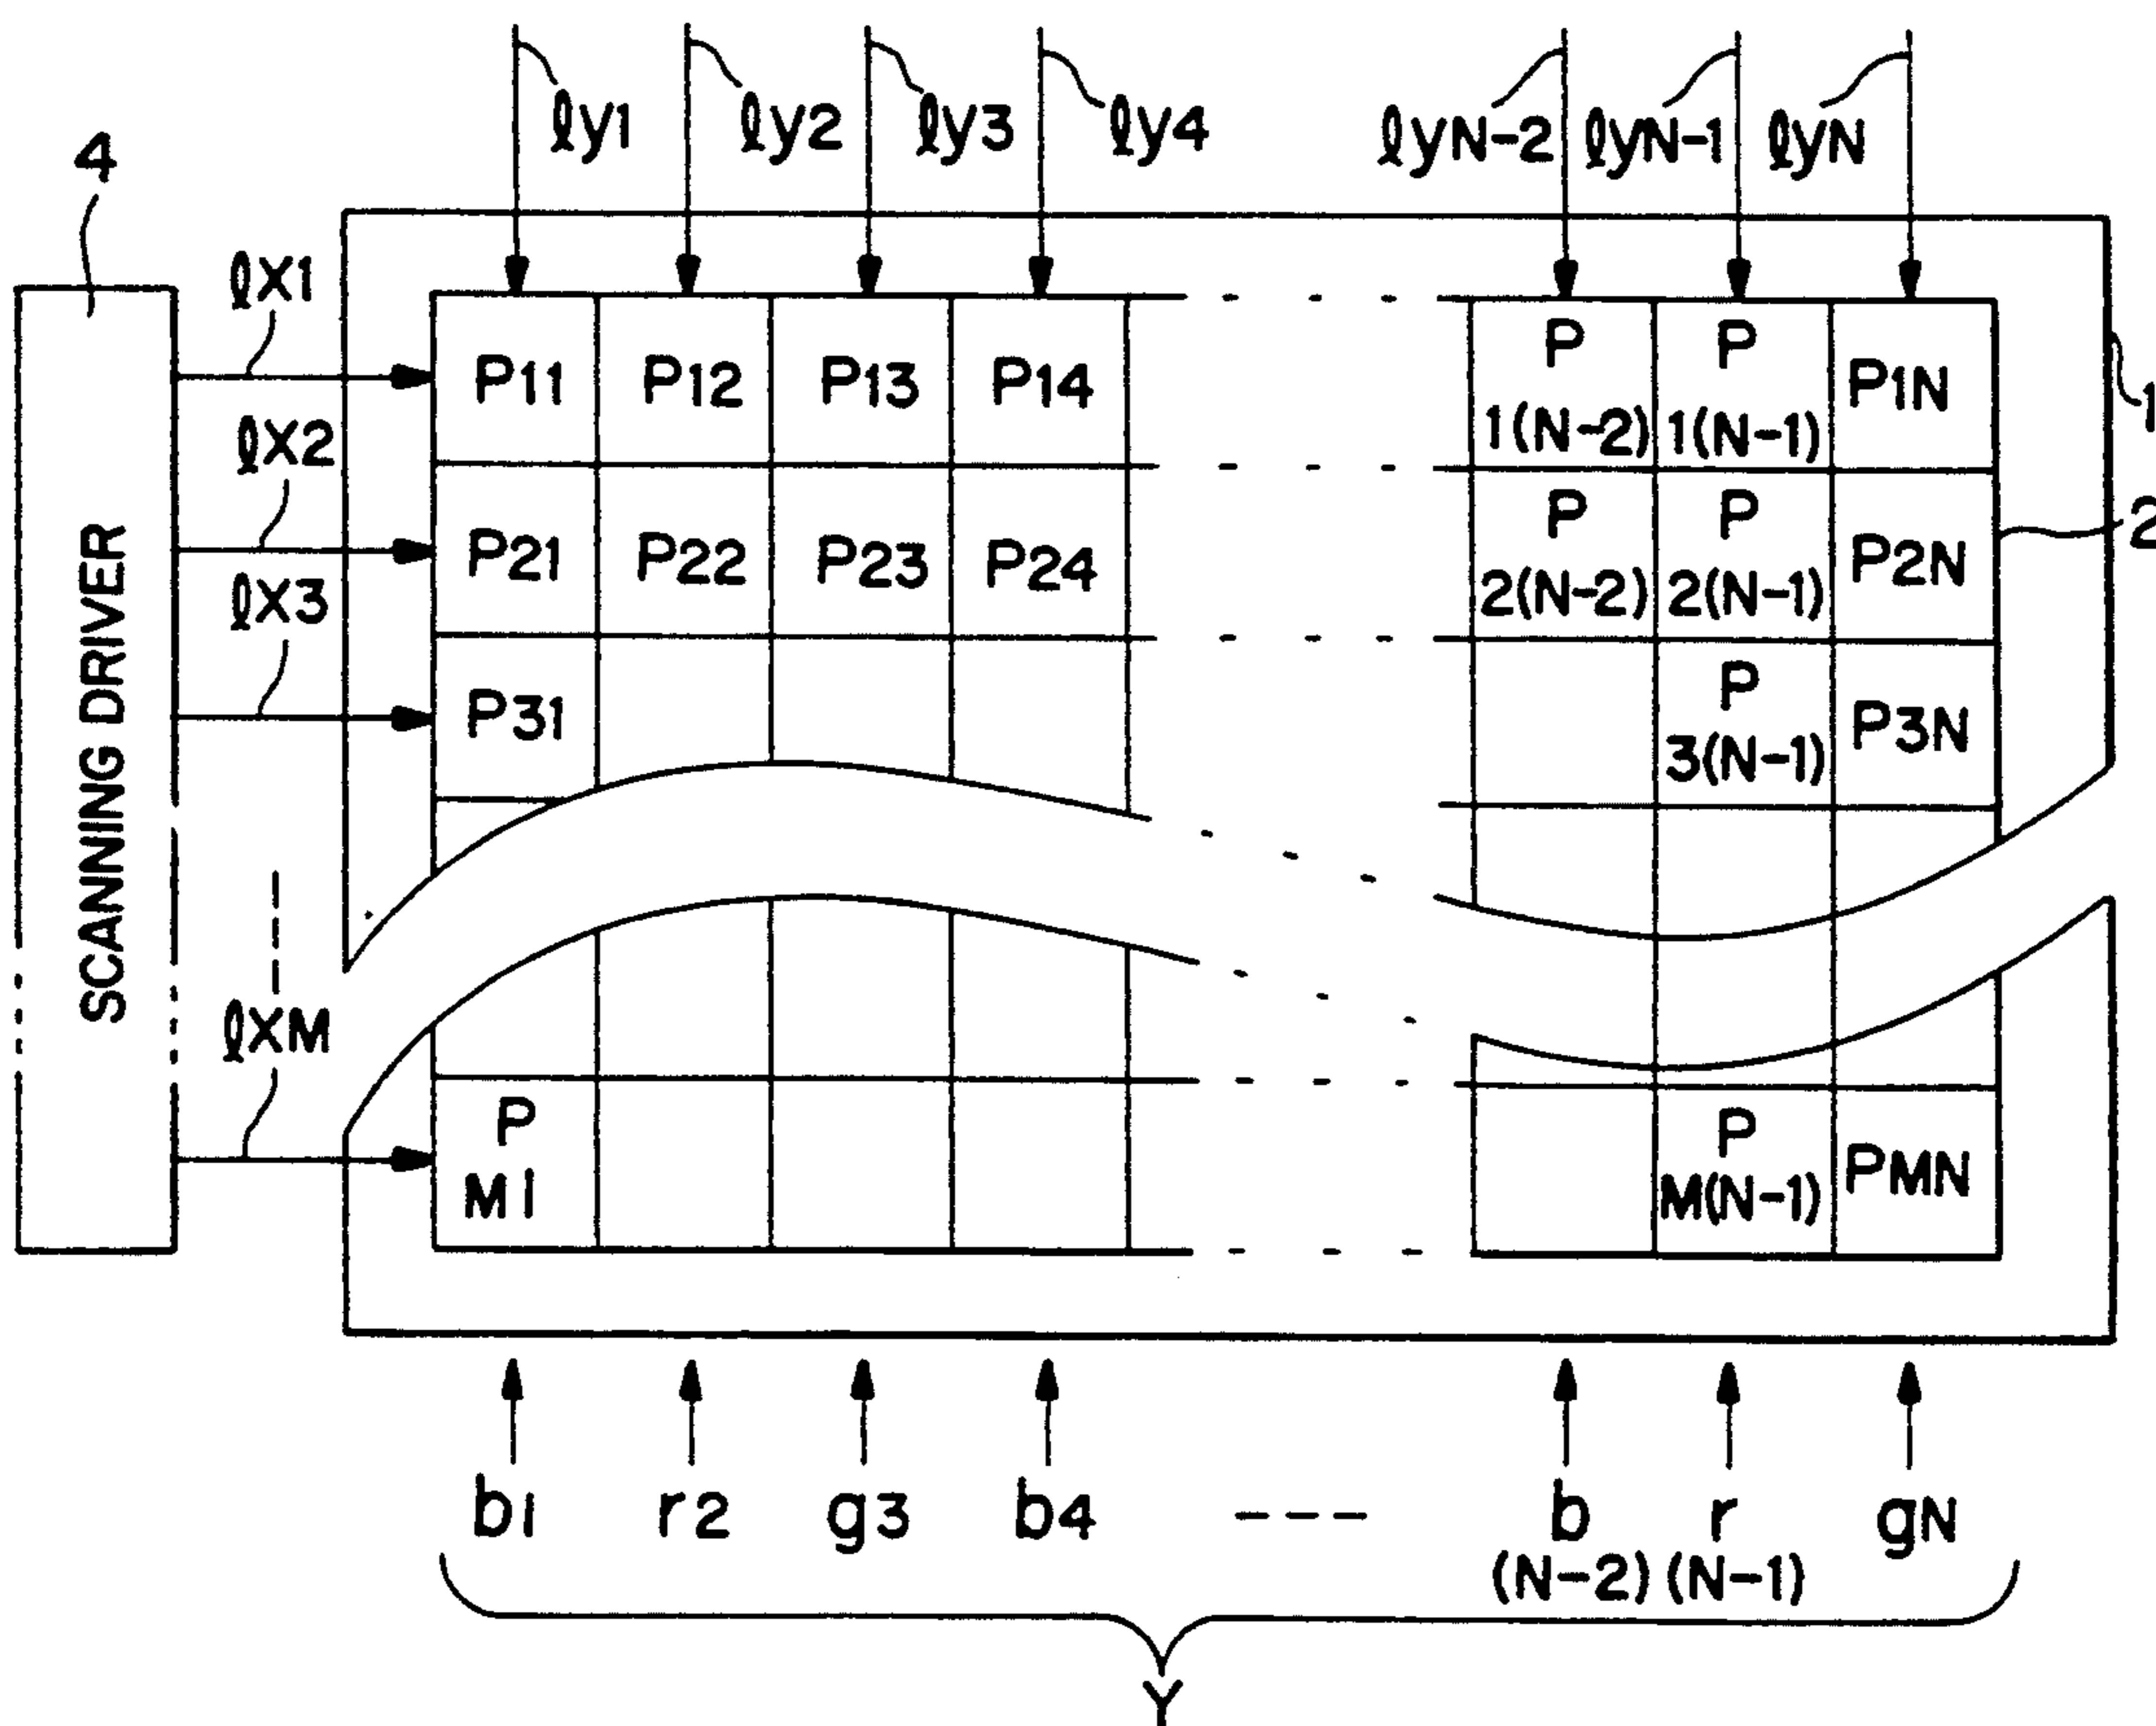 ℓy1 ℓy2 ℓy3 ℓy4 ℓyN-2 ℓyN-1 ℓyN
4
ℓX1
ℓX2
ℓX3
ℓXM
SCANNING DRIVER
P11 P12 P13 P14 P 1(N-2) P 1(N-1) P1N
1
P21 P22 P23 P24 P 2(N-2) P 2(N-1) P2N
2
P31 P 3(N-1) P3N
P M1 P M(N-1) PMN
b1 r2 g3 b4 --- b (N-2) r (N-1) gN
Y